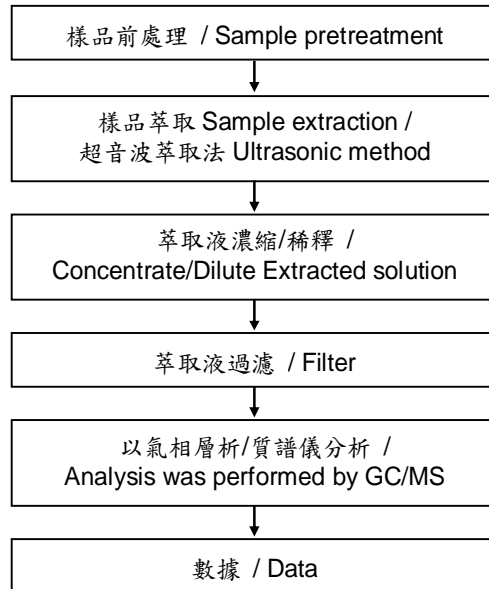 樣品前處理 / Sample pretreatment
樣品萃取 Sample extraction /
超音波萃取法 Ultrasonic method
萃取液濃縮/稀釋 /
Concentrate/Dilute Extracted solution
萃取液過濾 / Filter
以氣相層析/質譜儀分析 /
Analysis was performed by GC/MS
數據 / Data